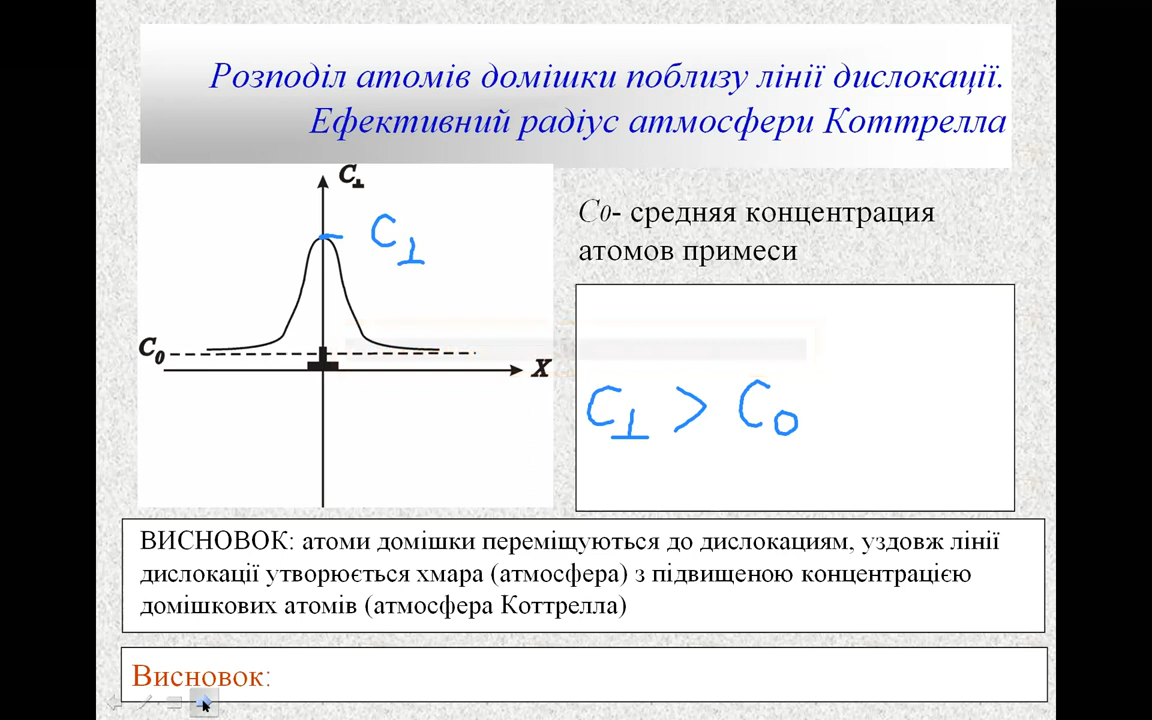 Розподіл атомів домішки поблизу лінії дислокації.
Ефективний радіус атмосфери Коттрелла
C⊥
C⊥
C0
X
C0- средняя концентрация
атомов примеси
C⊥ > C0
ВИСНОВОК: атоми домішки переміщуються до дислокациям, уздовж лінії
дислокації утворюється хмара (атмосфера) з підвищеною концентрацією
домішкових атомів (атмосфера Коттрелла)
Висновок: